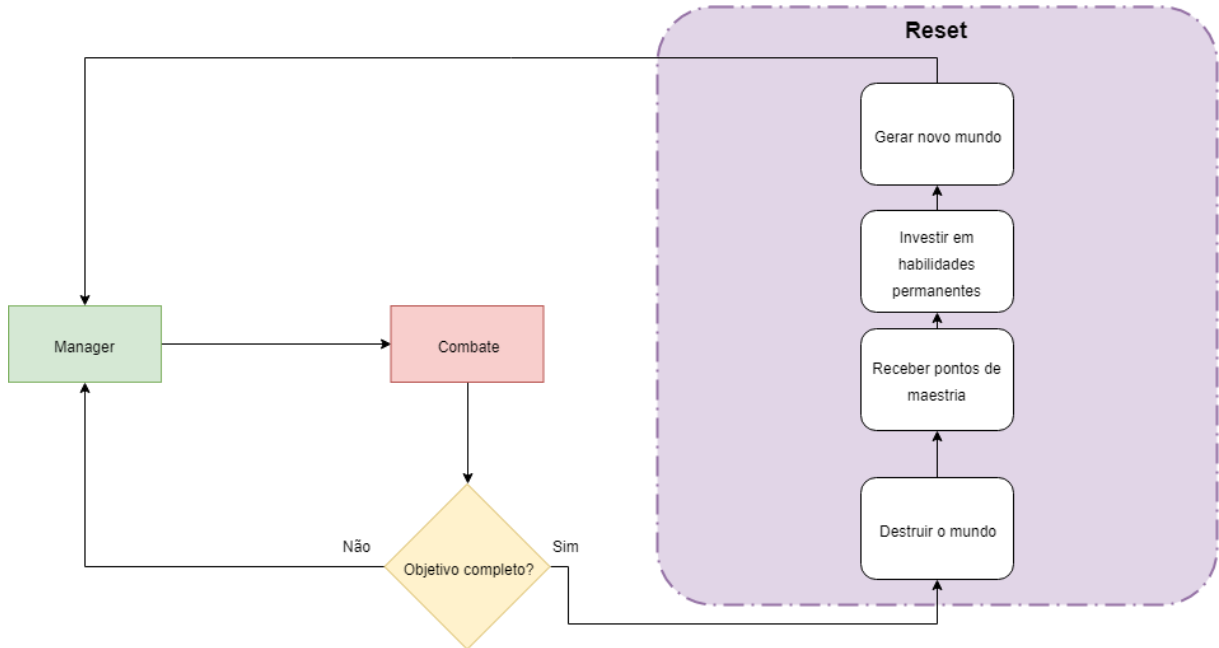 Reset
Gerar novo mundo
Investir em
habilidades
permanentes
Manager
Combate
Receber pontos de
maestria
Destruir o mundo
Não
Sim
Objetivo completo?